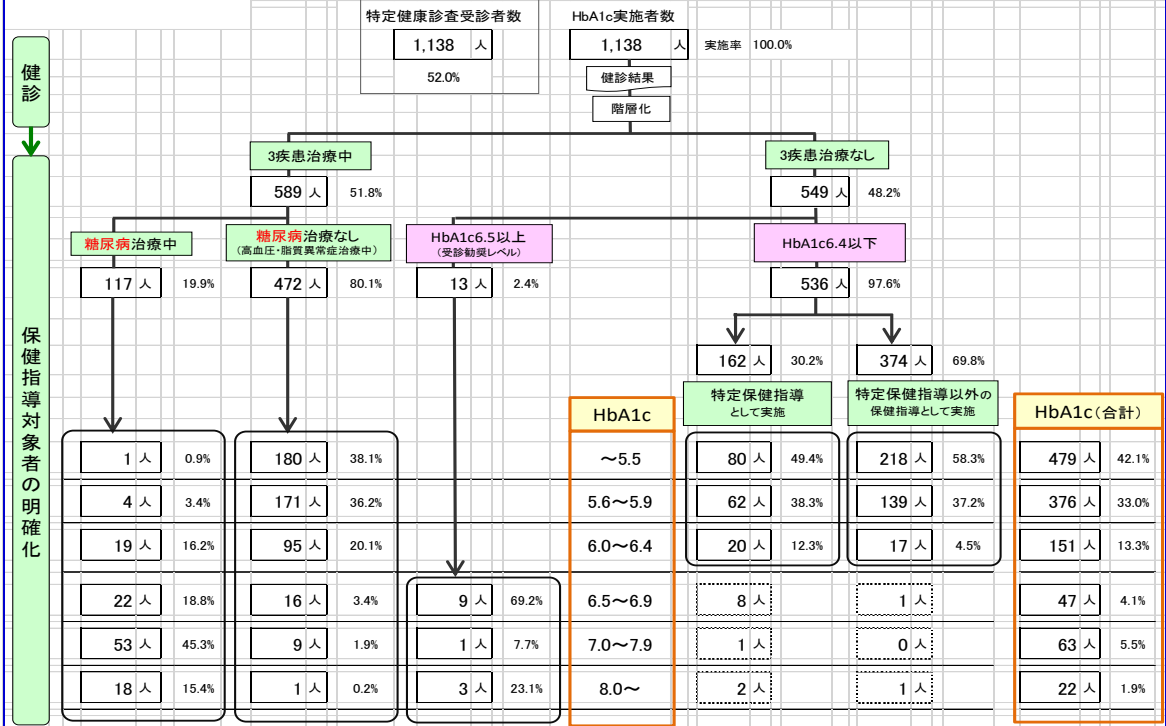 特定健康診査受診者数
HbA1c実施者数
1,138 人
1,138 人 実施率 100.0%
52.0%
健診
健診結果
階層化
3疾患治療中
3疾患治療なし
589 人 51.8%
549 人 48.2%
糖尿病治療中
糖尿病治療なし
(高血圧・脂質異常症治療中)
HbA1c6.5以上
(受診勧奨レベル)
HbA1c6.4以下
117 人 19.9%
472 人 80.1%
13 人 2.4%
536 人 97.6%
保健指導対象者の明確化
162 人 30.2%
374 人 69.8%
特定保健指導
として実施
特定保健指導以外の
保健指導として実施
HbA1c
HbA1c(合計)
1 人 0.9% 180 人 38.1% ～5.5 80 人 49.4% 218 人 58.3% 479 人 42.1%
4 人 3.4% 171 人 36.2% 5.6～5.9 62 人 38.3% 139 人 37.2% 376 人 33.0%
19 人 16.2% 95 人 20.1% 6.0～6.4 20 人 12.3% 17 人 4.5% 151 人 13.3%
22 人 18.8% 16 人 3.4% 9 人 69.2% 6.5～6.9 8 人 1 人 47 人 4.1%
53 人 45.3% 9 人 1.9% 1 人 7.7% 7.0～7.9 1 人 0 人 63 人 5.5%
18 人 15.4% 1 人 0.2% 3 人 23.1% 8.0～ 2 人 1 人 22 人 1.9%